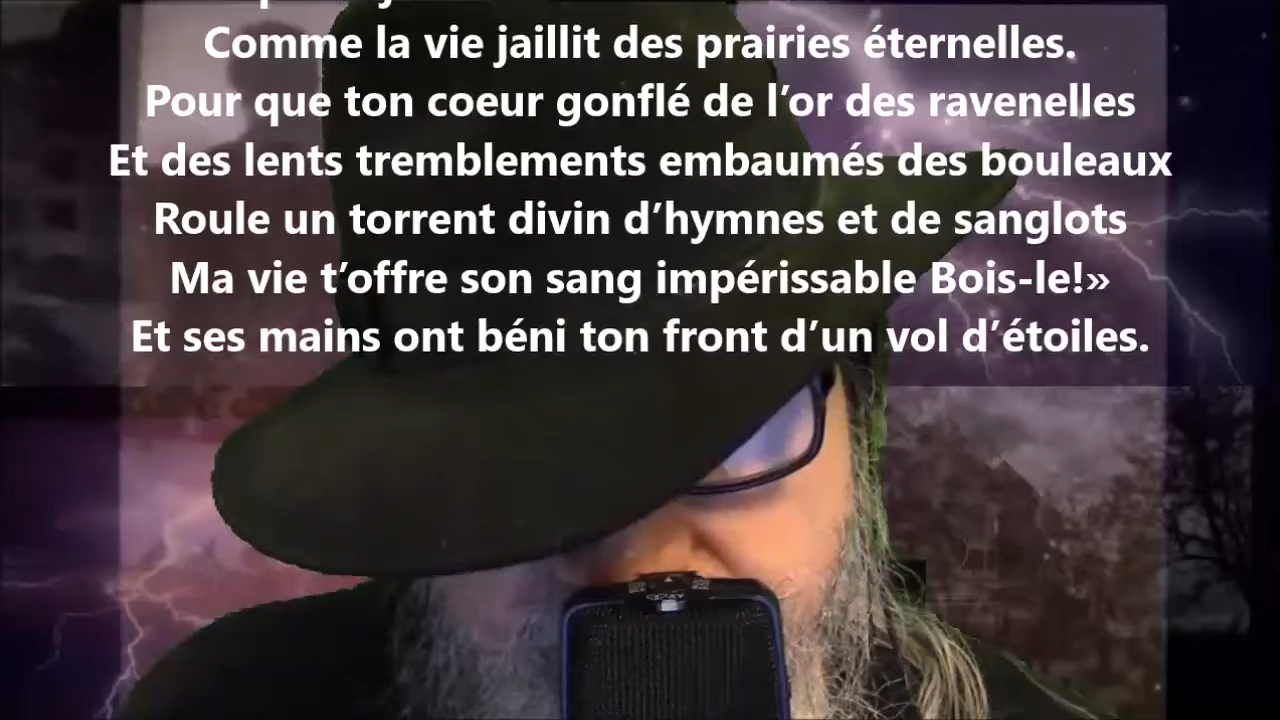 Comme la vie jaillit des prairies éternelles.
Pour que ton coeur gonflé de l’or des ravenelles
Et des lents tremblements embaumés des bouleaux
Roule un torrent divin d’hymnes et de sanglots
Ma vie t’offre son sang impérissable Bois-le!»
Et ses mains ont béni ton front d’un vol d’étoiles.